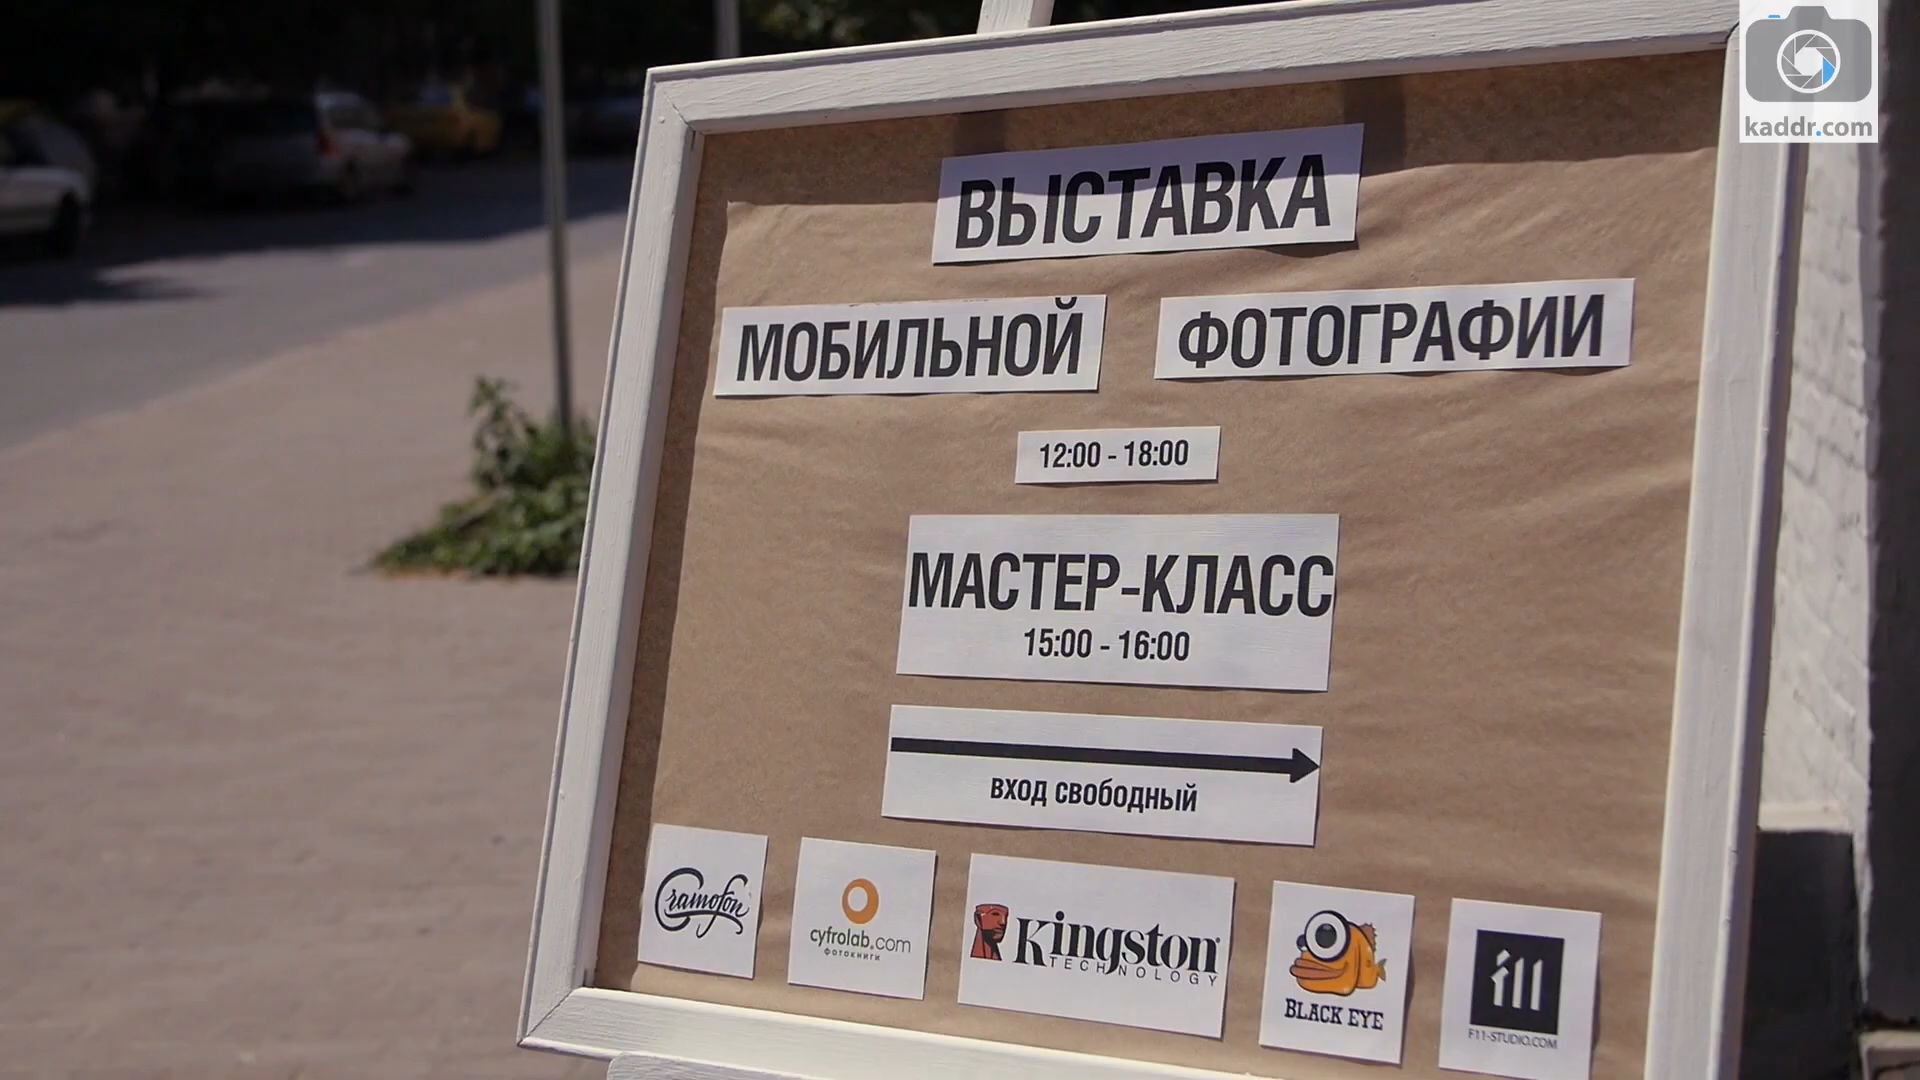 kaddr.com
ВЫСТАВКА
МОБИЛЬНОЙ ФОТОГРАФИИ
12:00 - 18:00
МАСТЕР-КЛАСС
15:00 - 16:00
вход свободный
Gramofon
cyfrolab.com
ФОТОКНИГИ
Kingston
TECHNOLOGY
BLACK EYE
f11
F11-STUDIO.COM